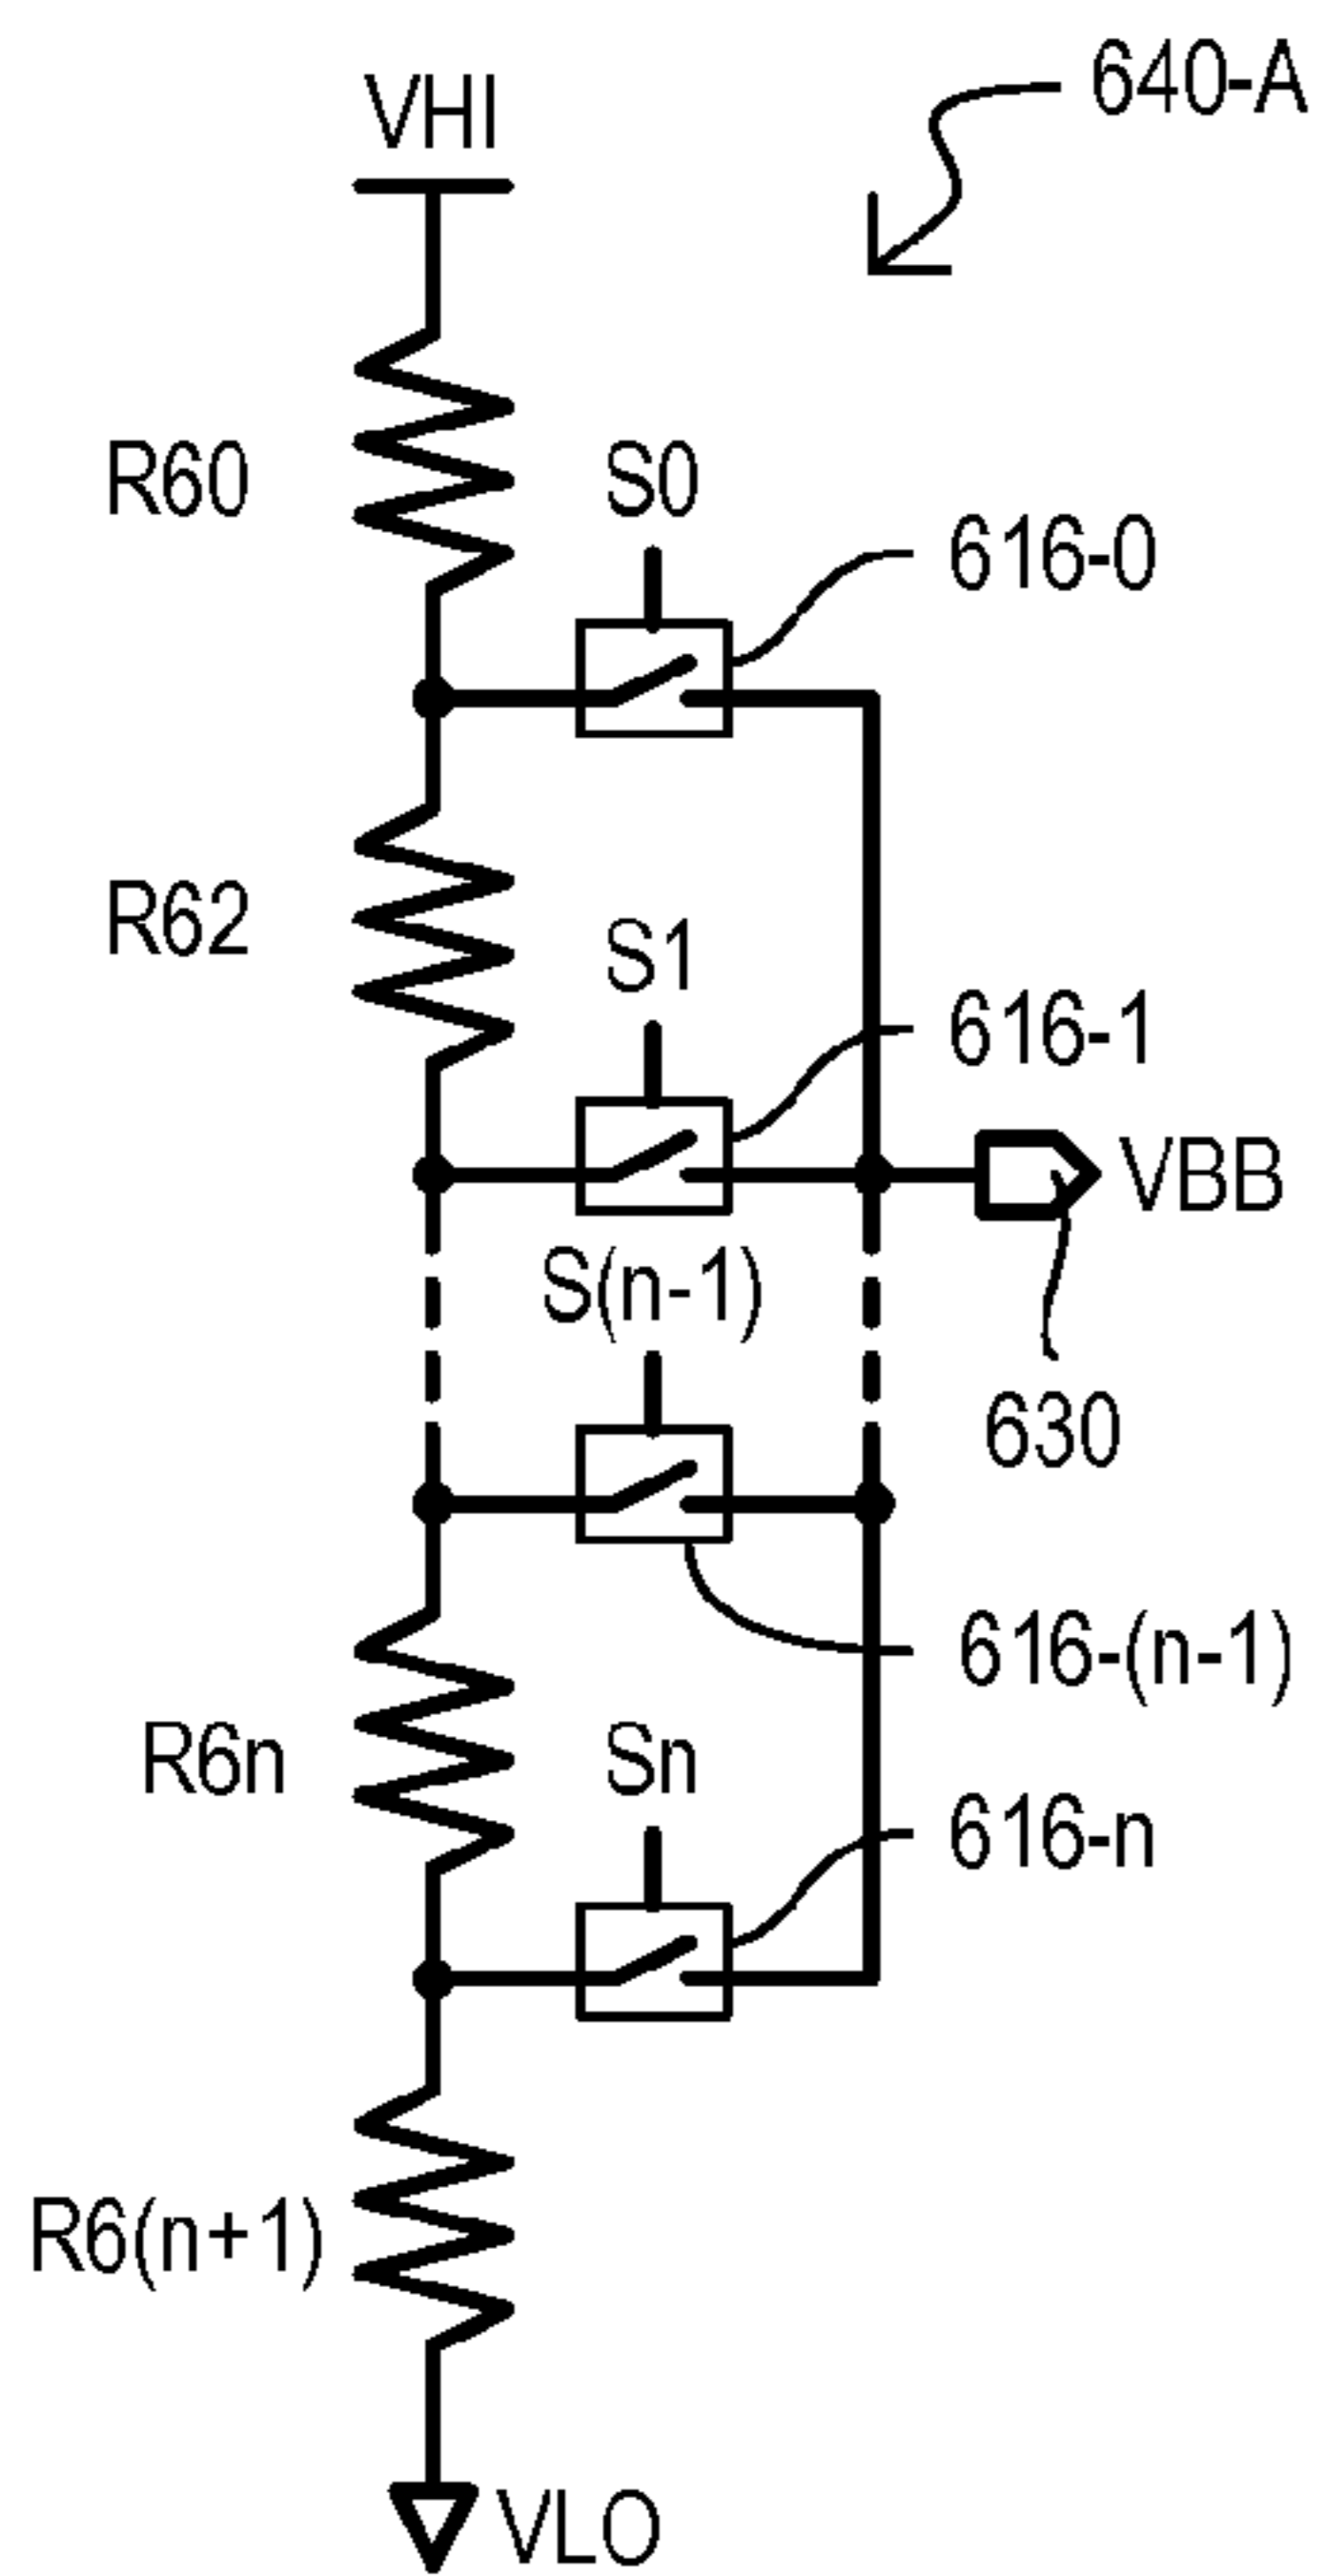 640-A
VHI
R60
S0
616-0
R62
S1
616-1
VBB
S(n-1)
630
616-(n-1)
R6n
Sn
616-n
R6(n+1)
VLO